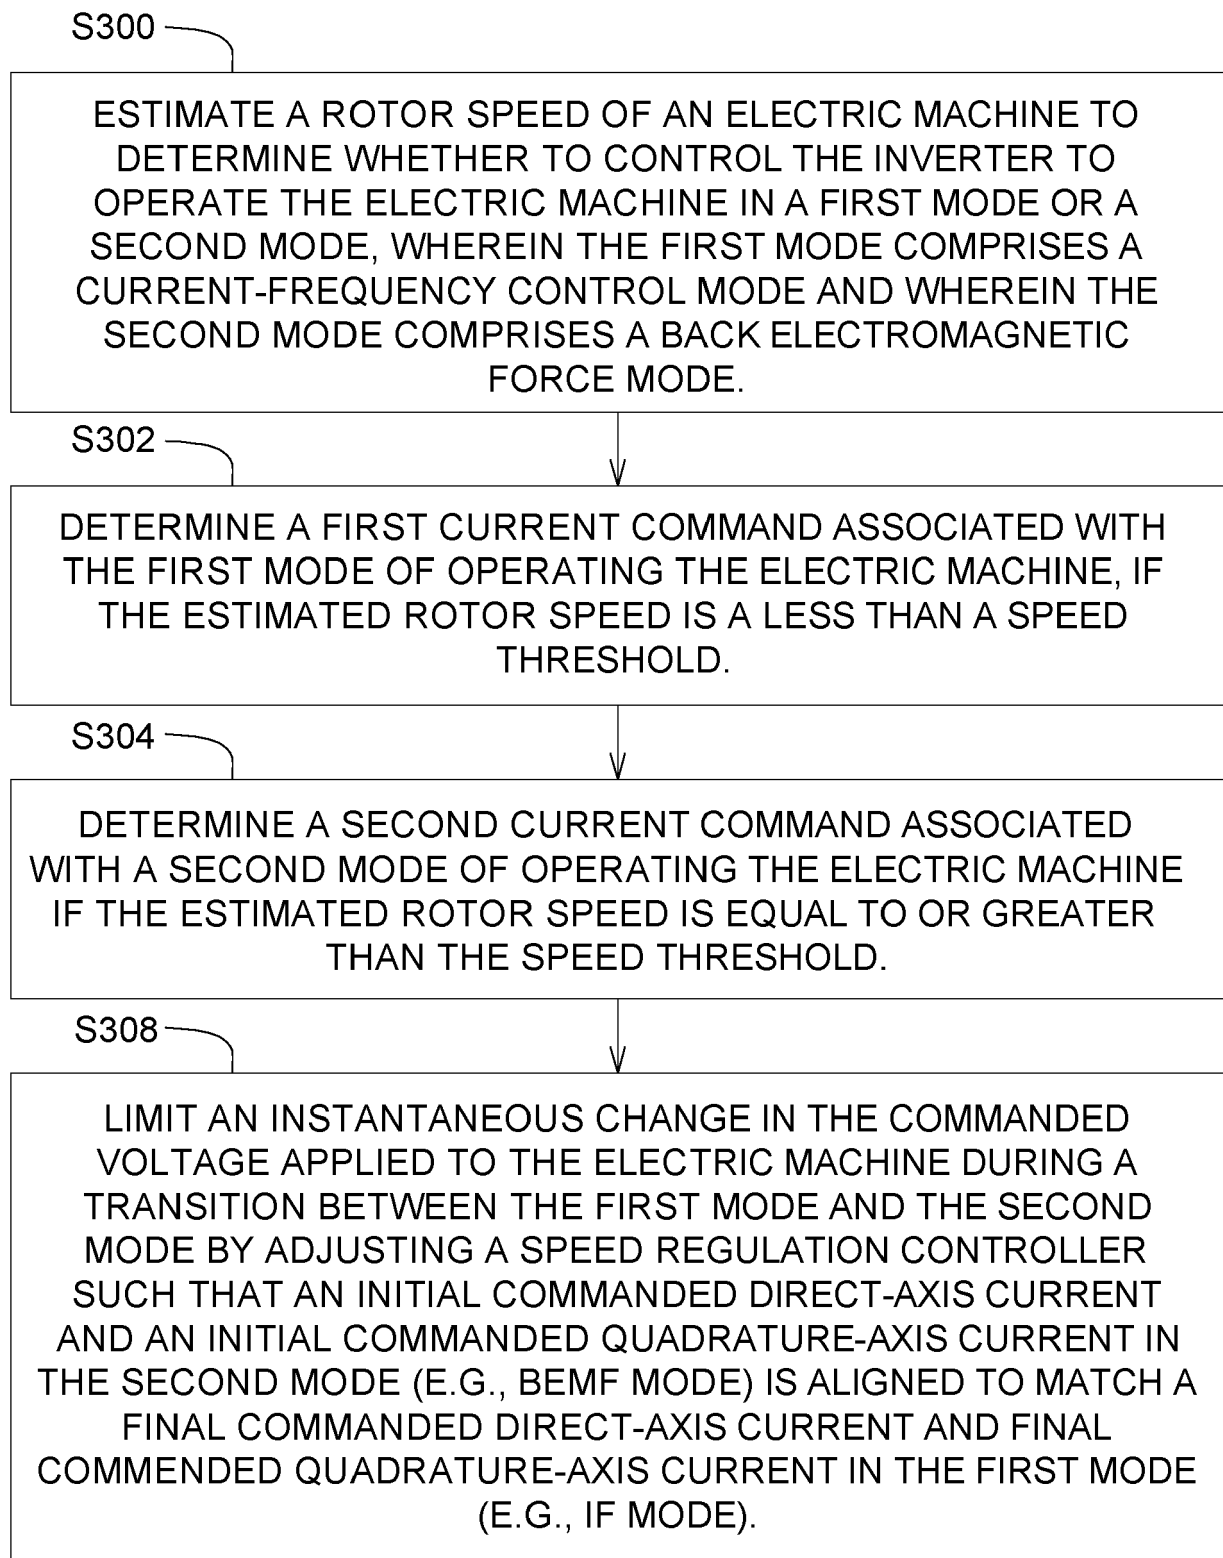 S300
ESTIMATE A ROTOR SPEED OF AN ELECTRIC MACHINE TO
DETERMINE WHETHER TO CONTROL THE INVERTER TO
OPERATE THE ELECTRIC MACHINE IN A FIRST MODE OR A
SECOND MODE, WHEREIN THE FIRST MODE COMPRISES A
CURRENT-FREQUENCY CONTROL MODE AND WHEREIN THE
SECOND MODE COMPRISES A BACK ELECTROMAGNETIC
FORCE MODE.
S302
DETERMINE A FIRST CURRENT COMMAND ASSOCIATED WITH
THE FIRST MODE OF OPERATING THE ELECTRIC MACHINE, IF
THE ESTIMATED ROTOR SPEED IS A LESS THAN A SPEED
THRESHOLD.
S304
DETERMINE A SECOND CURRENT COMMAND ASSOCIATED
WITH A SECOND MODE OF OPERATING THE ELECTRIC MACHINE
IF THE ESTIMATED ROTOR SPEED IS EQUAL TO OR GREATER
THAN THE SPEED THRESHOLD.
S308
LIMIT AN INSTANTANEOUS CHANGE IN THE COMMANDED
VOLTAGE APPLIED TO THE ELECTRIC MACHINE DURING A
TRANSITION BETWEEN THE FIRST MODE AND THE SECOND
MODE BY ADJUSTING A SPEED REGULATION CONTROLLER
SUCH THAT AN INITIAL COMMANDED DIRECT-AXIS CURRENT
AND AN INITIAL COMMANDED QUADRATURE-AXIS CURRENT IN
THE SECOND MODE (E.G., BEMF MODE) IS ALIGNED TO MATCH A
FINAL COMMANDED DIRECT-AXIS CURRENT AND FINAL
COMMENDED QUADRATURE-AXIS CURRENT IN THE FIRST MODE
(E.G., IF MODE).